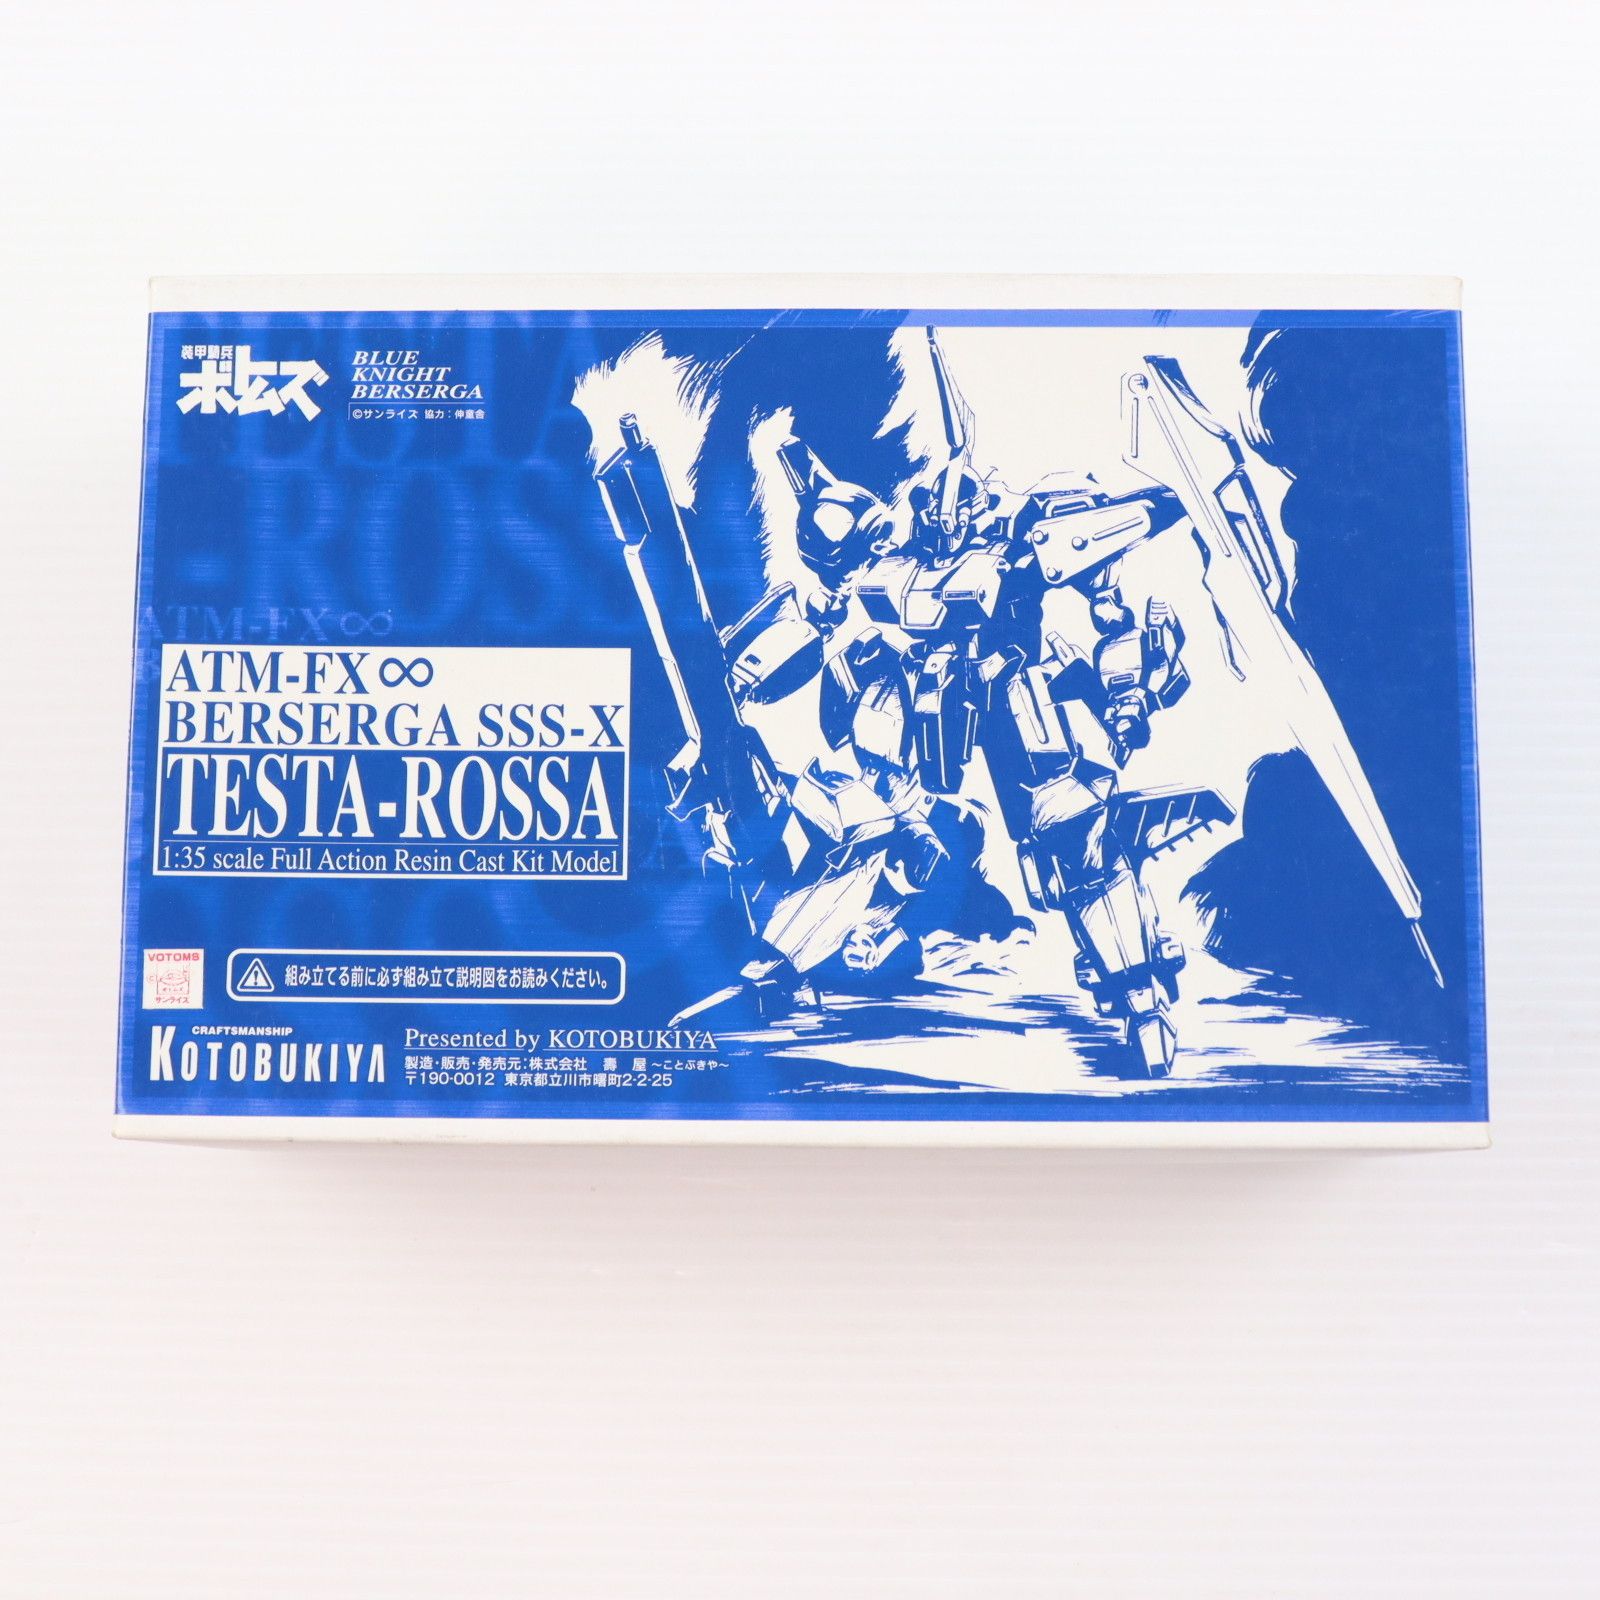 装甲騎兵
ボトムズ
BLUE
KNIGHT
BERSERGA
©サンライズ 協力：伸童舎
TESTA
-ROSSA
ATM-FX∞
ATM-FX∞
BERSERGA SSS-X
TESTA-ROSSA
1:35 scale Full Action Resin Cast Kit Model
VOTOMS
サンライズ
組み立てる前に必ず組み立て説明図をお読みください。
CRAFTSMANSHIP
KOTOBUKIYA
Presented by KOTOBUKIYA
製造・販売・発売元：株式会社 壽 屋 ～ことぶきや～
〒190-0012 東京都立川市曙町2-2-25